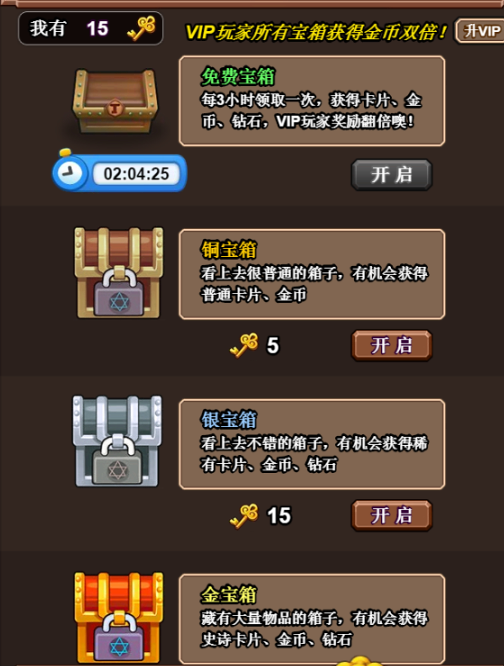 我有 15
VIP玩家所有宝箱获得金币双倍！
升VIP
免费宝箱
每3小时领取一次，获得卡片、金
币、钻石，VIP玩家奖励翻倍噢！
02:04:25
开启
铜宝箱
看上去很普通的箱子，有机会获得
普通卡片、金币
5
开启
银宝箱
看上去不错的箱子，有机会获得稀
有卡片、金币、钻石
15
开启
金宝箱
藏有大量物品的箱子，有机会获得
史诗卡片、金币、钻石